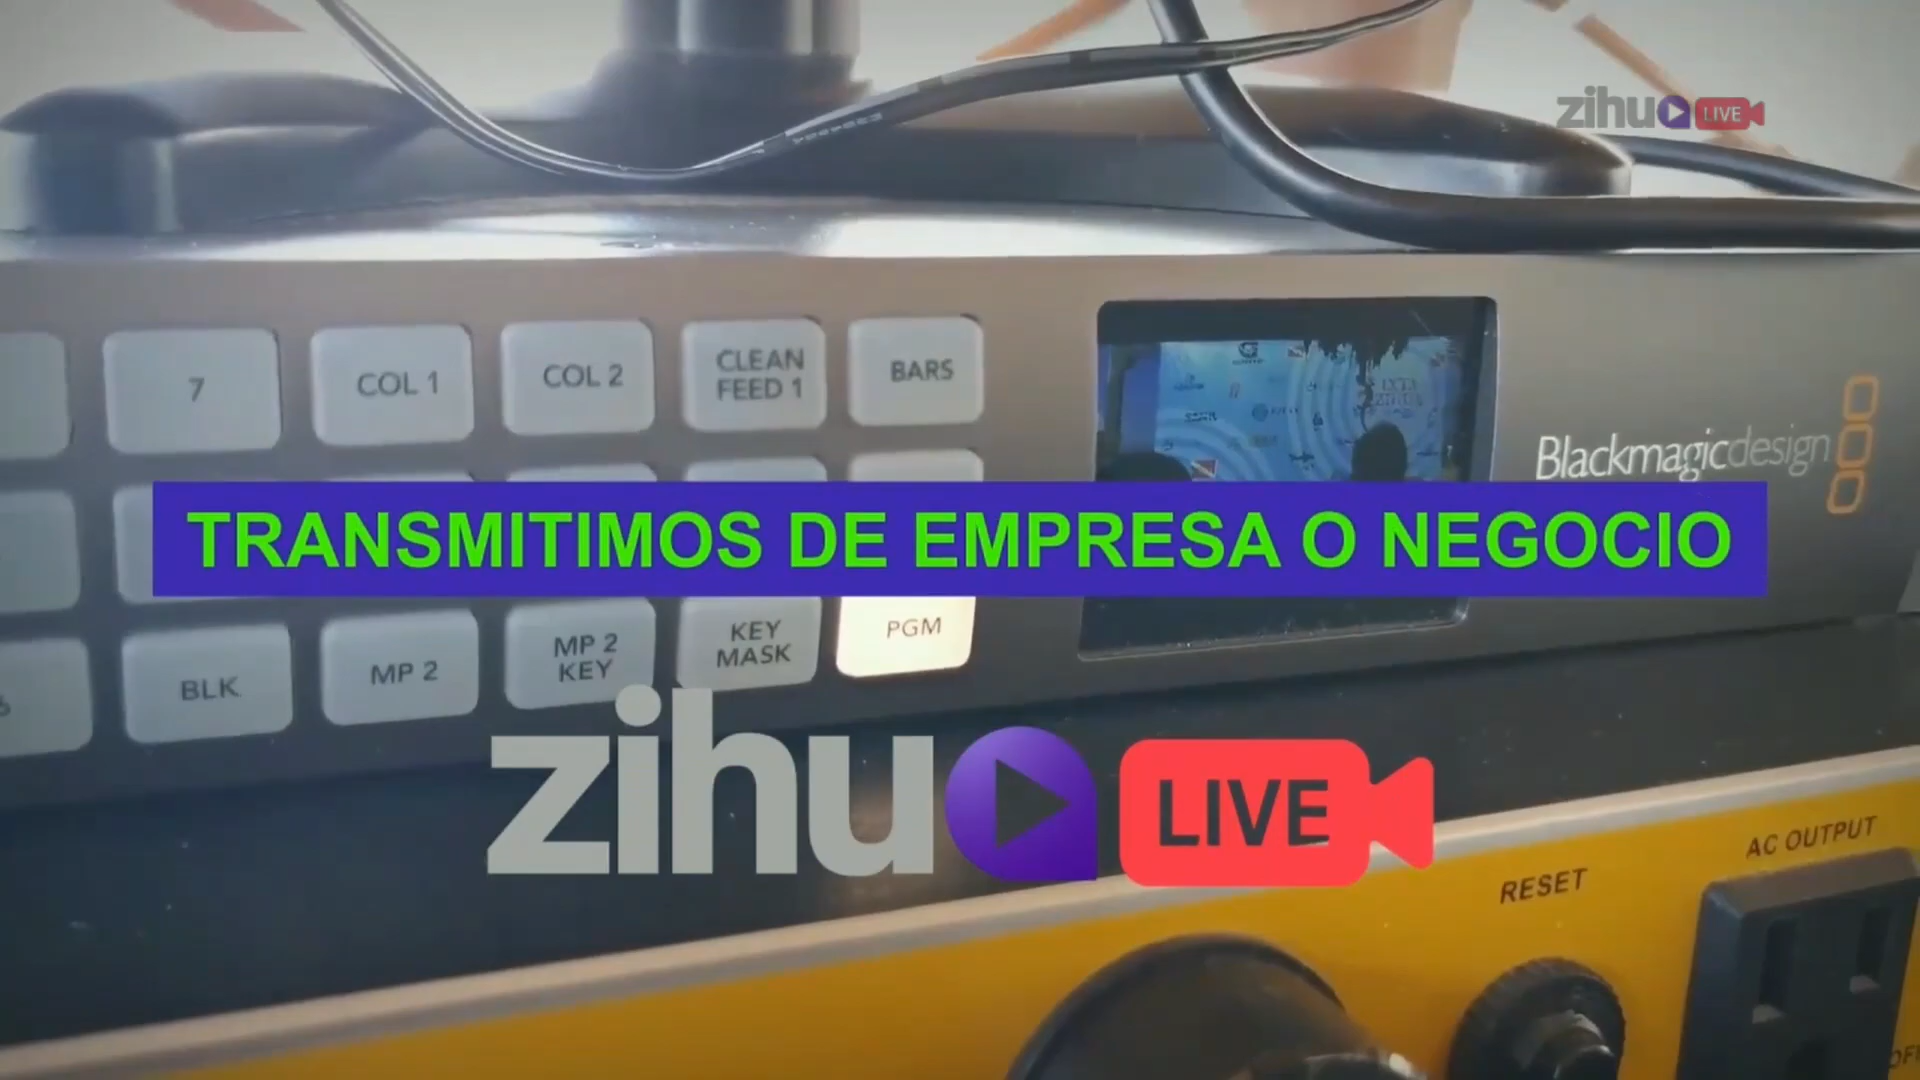 zihu LIVE
7
COL 1
COL 2
CLEAN
FEED 1
BARS
Blackmagicdesign
TRANSMITIMOS DE EMPRESA O NEGOCIO
BLK
MP 2
MP 2
KEY
KEY
MASK
PGM
zihu LIVE
RESET
AC OUTPUT